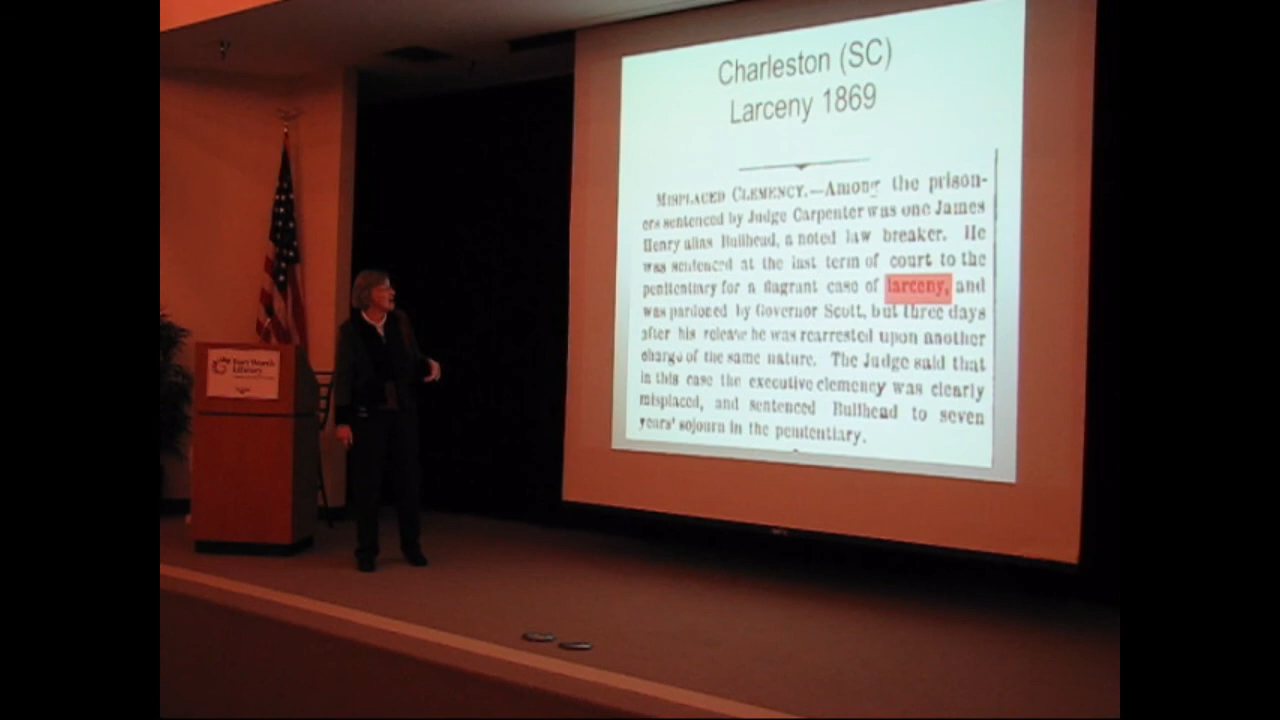 Charleston (SC)
Larceny 1869
MISPLACED CLEMENCY.—Among the prison-
ers sentenced by Judge Carpenter was one James
Henry alias Bullhead, a noted law breaker. He
was sentenced at the last term of court to the
penitentiary for a flagrant case of larceny, and
was pardoned by Governor Scott, but three days
after his release he was rearrested upon another
charge of the same nature. The Judge said that
in this case the executive clemency was clearly
misplaced, and sentenced Bullhead to seven
years' sojourn in the penitentiary.
Fort Worth
Library